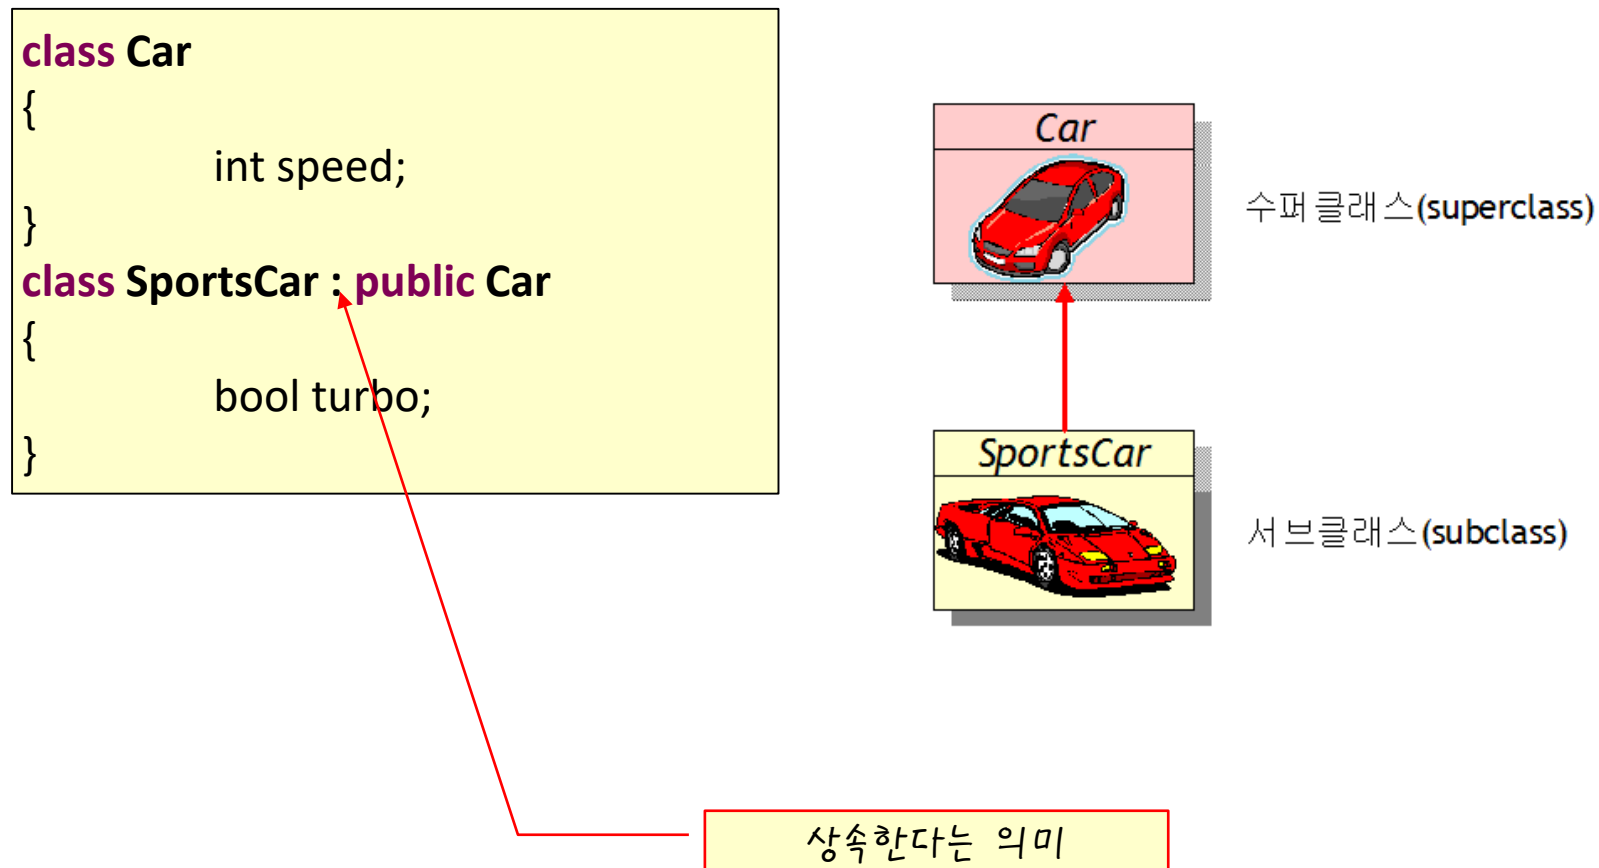 class Car
{
int speed;
}
class SportsCar : public Car
{
bool turbo;
}
Car
수퍼클래스(superclass)
SportsCar
서브클래스(subclass)
상속한다는 의미